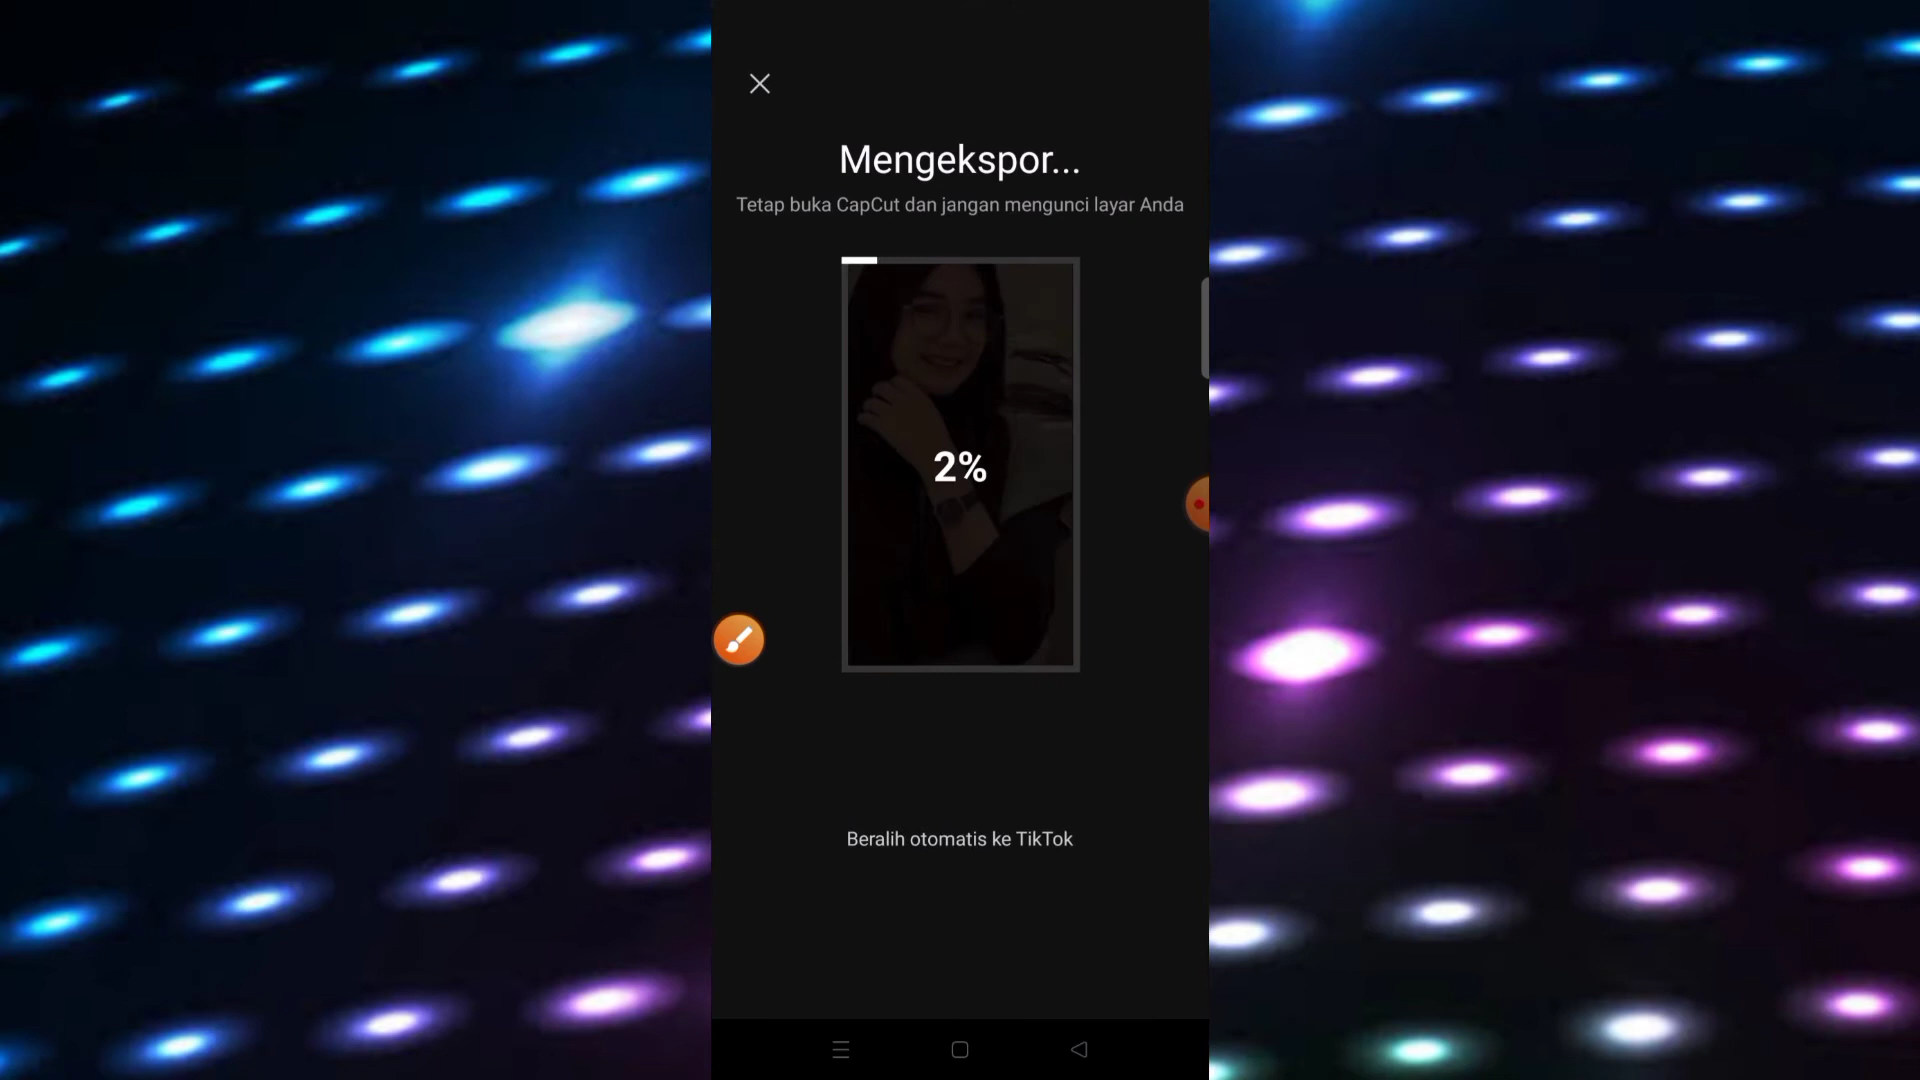 Mengekspor...
Tetap buka CapCut dan jangan mengunci layar Anda
2%
Beralih otomatis ke TikTok